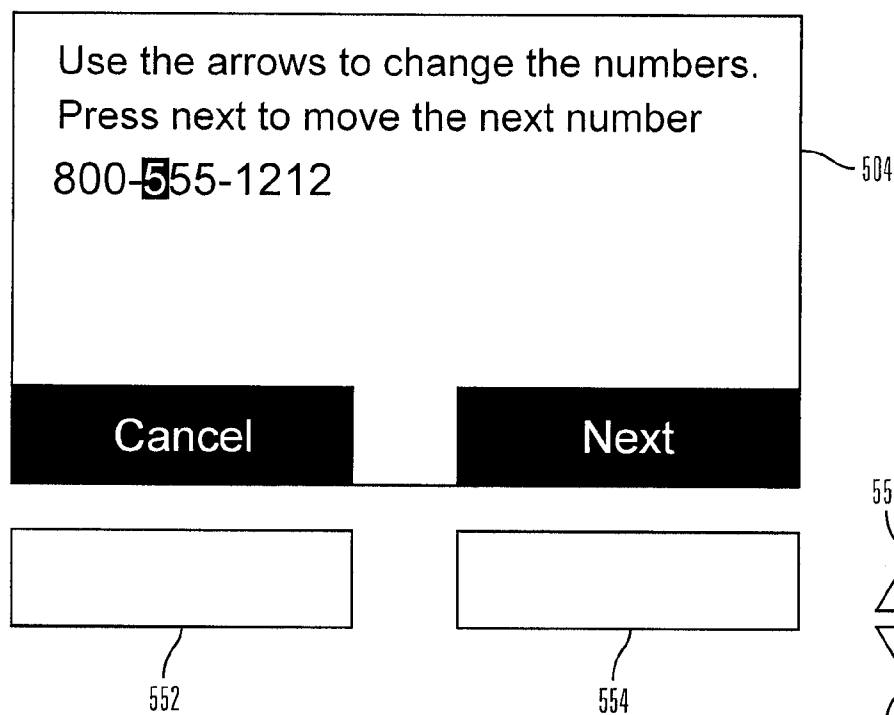 Use the arrows to change the numbers.
Press next to move the next number
800-555-1212
504
Cancel
Next
55
552
554